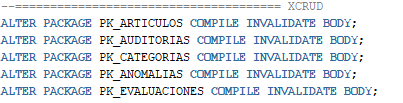 --====================================== XCRUD
ALTER PACKAGE PK_ARTICULOS COMPILE INVALIDATE BODY;
ALTER PACKAGE PK_AUDITORIAS COMPILE INVALIDATE BODY;
ALTER PACKAGE PK_CATEGORIAS COMPILE INVALIDATE BODY;
ALTER PACKAGE PK_ANOMALIAS COMPILE INVALIDATE BODY;
ALTER PACKAGE PK_EVALUACIONES COMPILE INVALIDATE BODY;